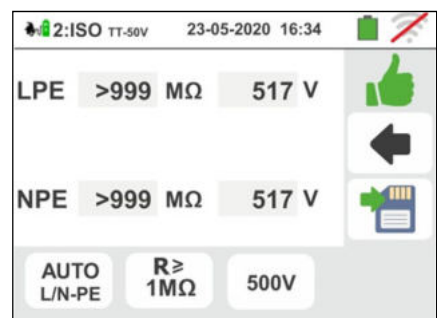 2:ISO TT-50V 23-05-2020 16:34
LPE >999 MΩ 517 V
NPE >999 MΩ 517 V
AUTO L/N-PE
R≥ 1MΩ
500V